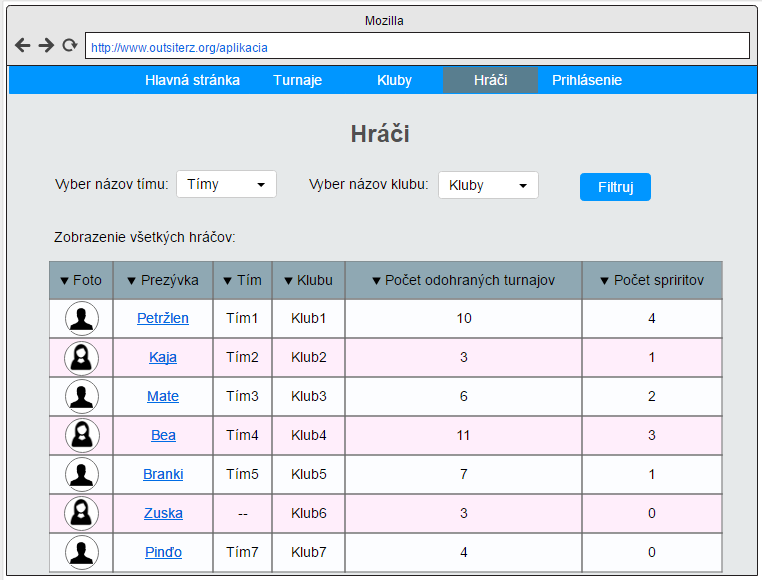 Mozilla
http://www.outsiterz.org/aplikacia
Hlavná stránka Turnaje Kluby Hráči Prihlásenie
Hráči
Vyber názov tímu: Tímy Vyber názov klubu: Kluby Filtruj
Zobrazenie všetkých hráčov:
▼ Foto ▼ Prezývka ▼ Tím ▼ Klubu ▼ Počet odohraných turnajov ▼ Počet spriritov
Petržlen Tím1 Klub1 10 4
Kaja Tím2 Klub2 3 1
Mate Tím3 Klub3 6 2
Bea Tím4 Klub4 11 3
Branki Tím5 Klub5 7 1
Zuska -- Klub6 3 0
Pinďo Tím7 Klub7 4 0